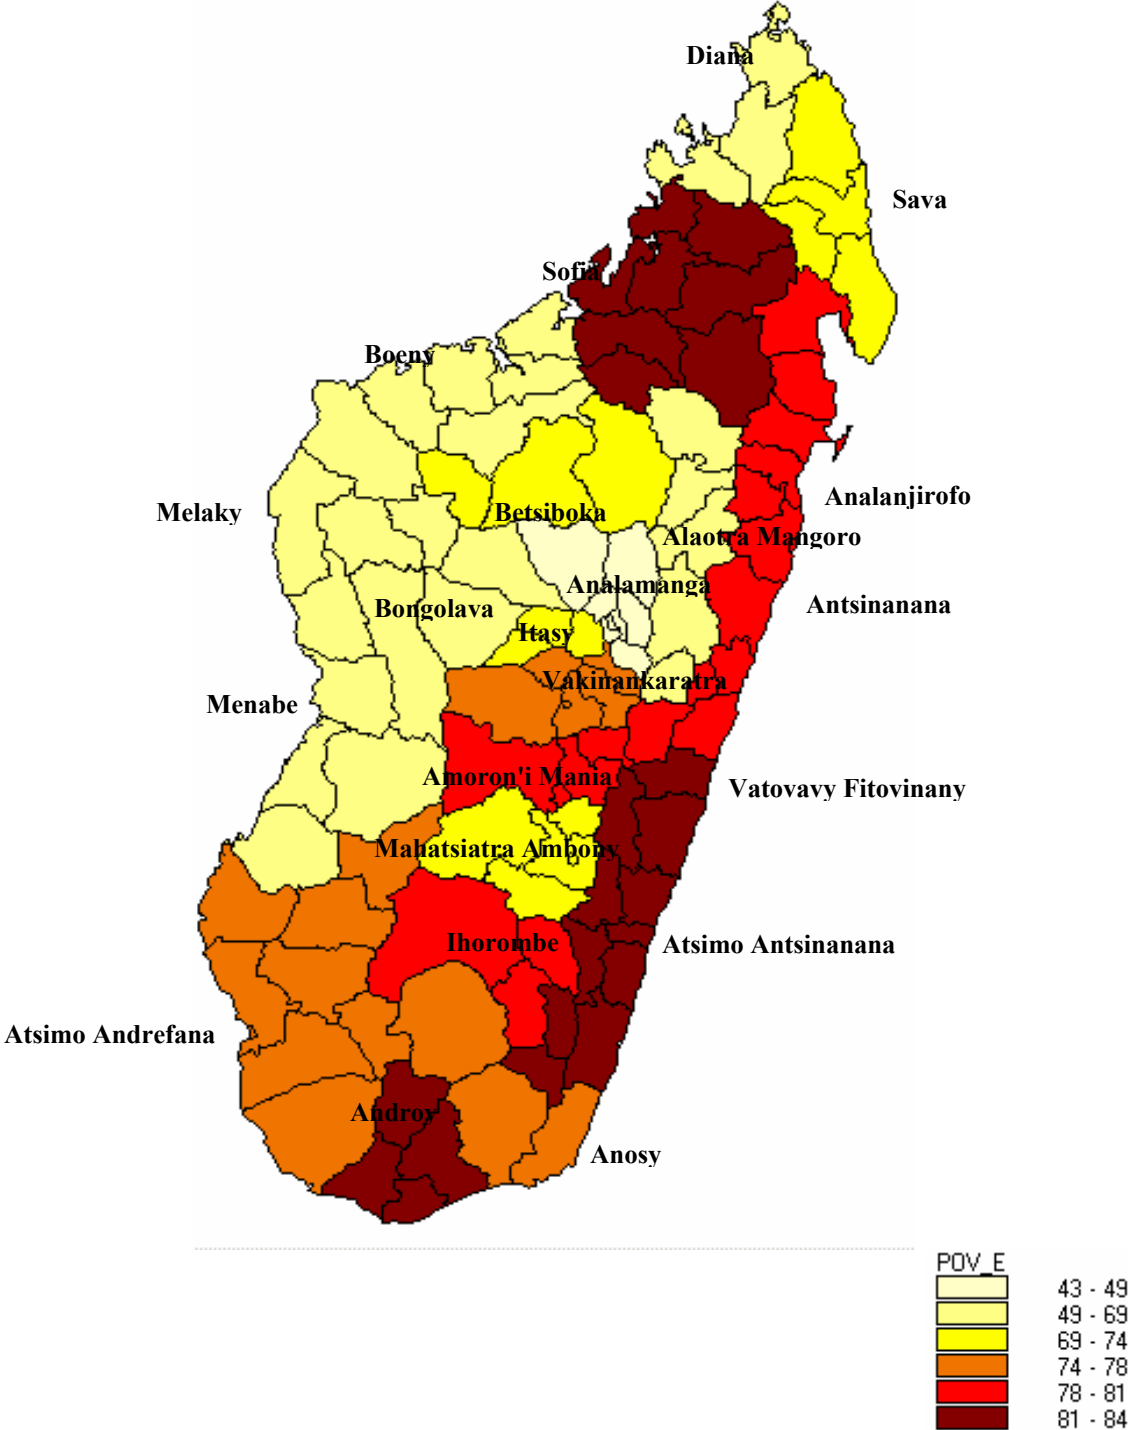 Diana
Sava
Sofia
Boeny
Melaky
Betsiboka
Analanjirofo
Alaotra Mangoro
Analamanga
Bongolava
Antsinanana
Itasy
Vakinankaratra
Menabe
Amoron'i Mania
Vatovavy Fitovinany
Mahatsiatra Ambony
Ihorombe
Atsimo Antsinanana
Atsimo Andrefana
Androy
Anosy
POV_E
43 - 49
49 - 69
69 - 74
74 - 78
78 - 81
81 - 84